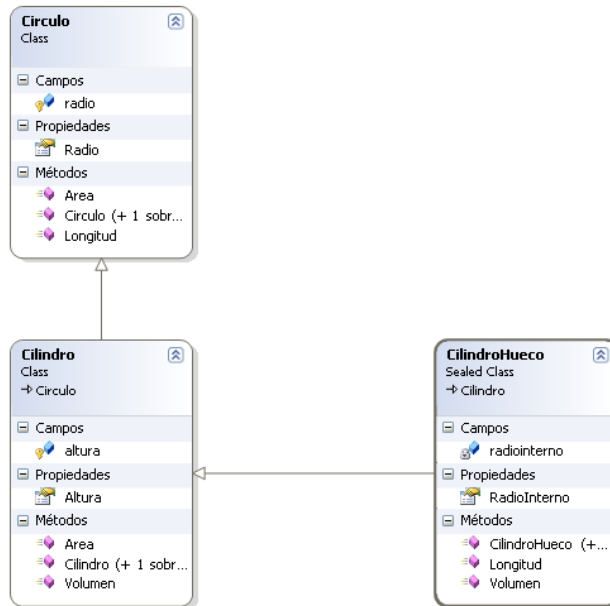 Circulo
Class
Campos
radio
Propiedades
Radio
Métodos
Area
Circulo (+ 1 sobr...
Longitud
Cilindro
Class
Circulo
Campos
altura
Propiedades
Altura
Métodos
Area
Cilindro (+ 1 sobr...
Volumen
CilindroHueco
Sealed Class
Cilindro
Campos
radiointerno
Propiedades
RadioInterno
Métodos
CilindroHueco (+...
Longitud
Volumen